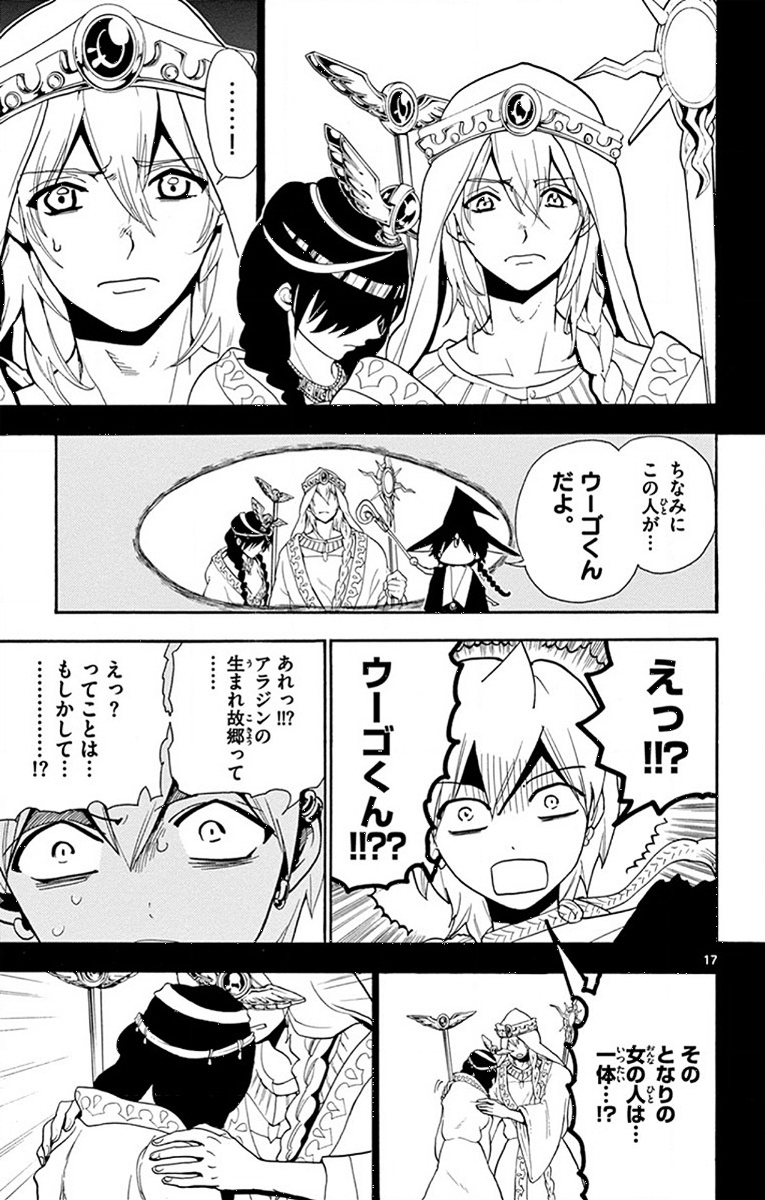 ………！
ちなみに
この人が…
ウーゴくん
だよ。
えっ!!?
ウーゴくん
!!??
あれっ!!?
アラジンの
生まれ故郷って
………
えっ？
ってことは…
もしかして…
…………!?
17
その
となりの
女の人は…
一体…!?